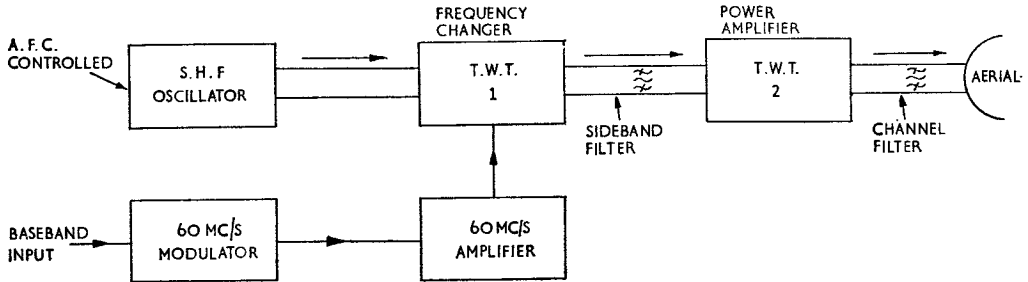 FREQUENCY
CHANGER
POWER
AMPLIFIER
A.F.C.
CONTROLLED
S.H.F
OSCILLATOR
T.W.T.
1
T.W.T.
2
AERIAL
SIDEBAND
FILTER
CHANNEL
FILTER
BASEBAND
INPUT
60 MC/S
MODULATOR
60 MC/S
AMPLIFIER